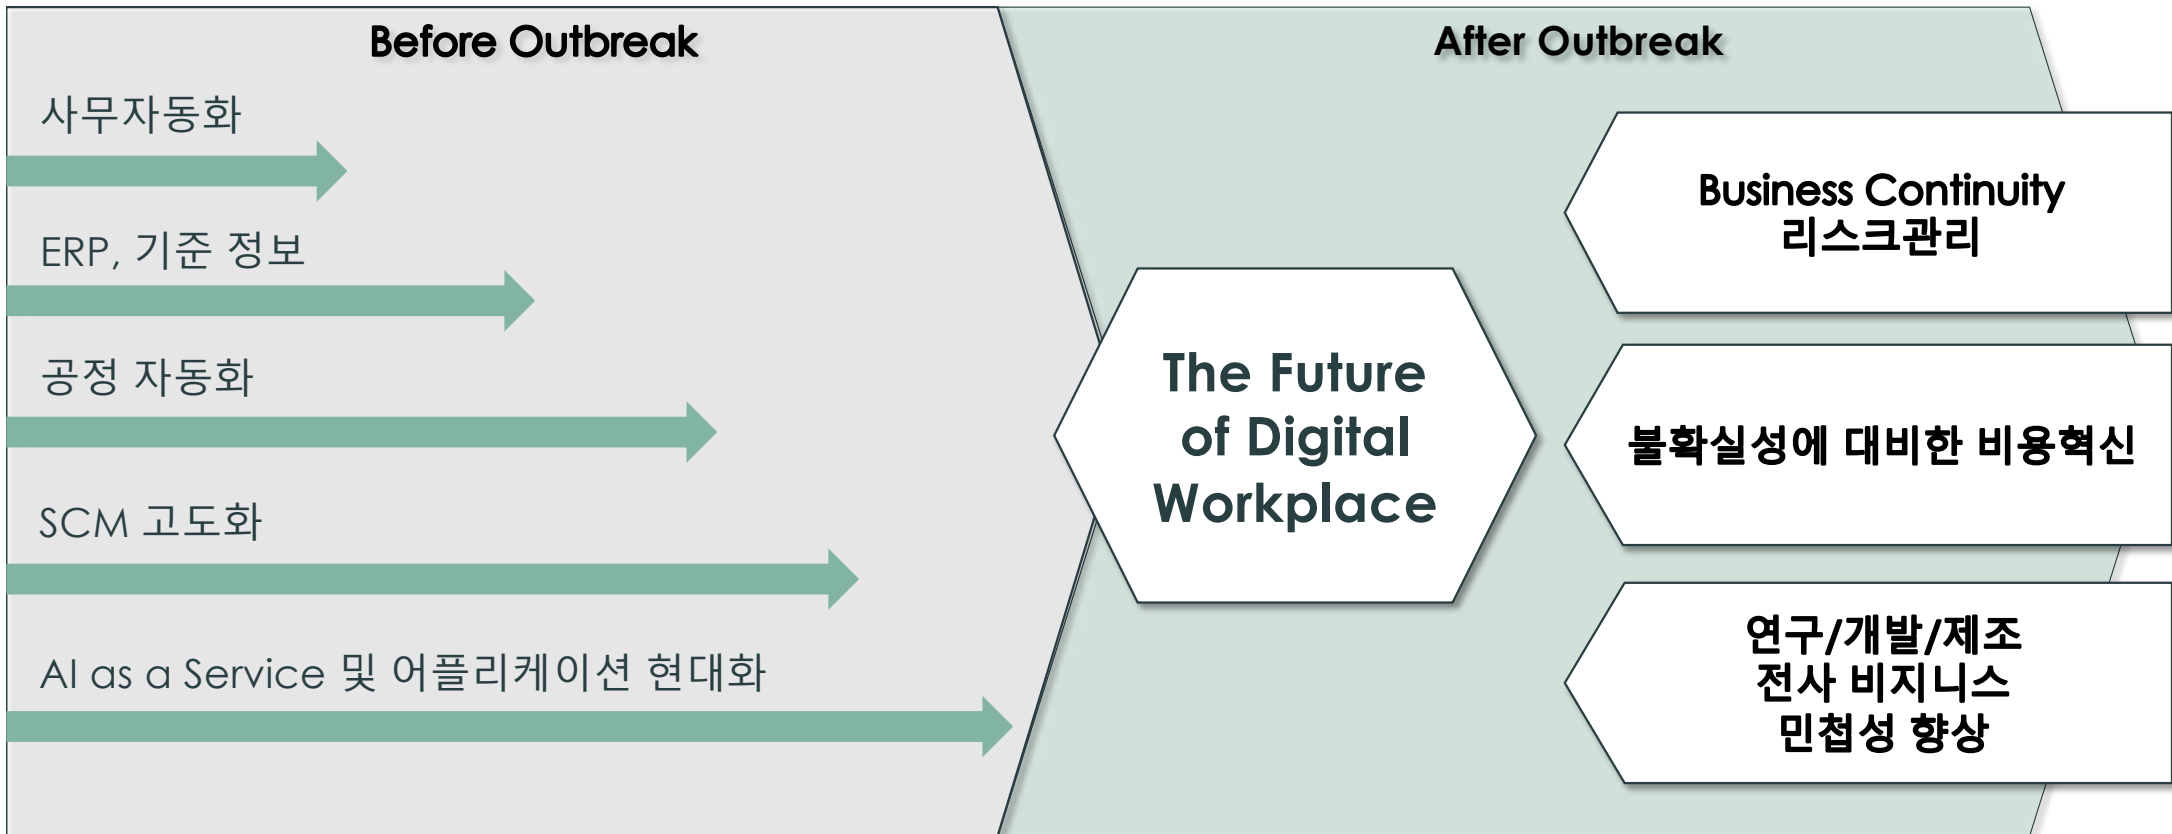 Before Outbreak
사무자동화
ERP, 기준 정보
공정 자동화
SCM 고도화
AI as a Service 및 어플리케이션 현대화
The Future
of Digital
Workplace
After Outbreak
Business Continuity
리스크관리
불확실성에 대비한 비용혁신
연구/개발/제조
전사 비지니스
민첩성 향상